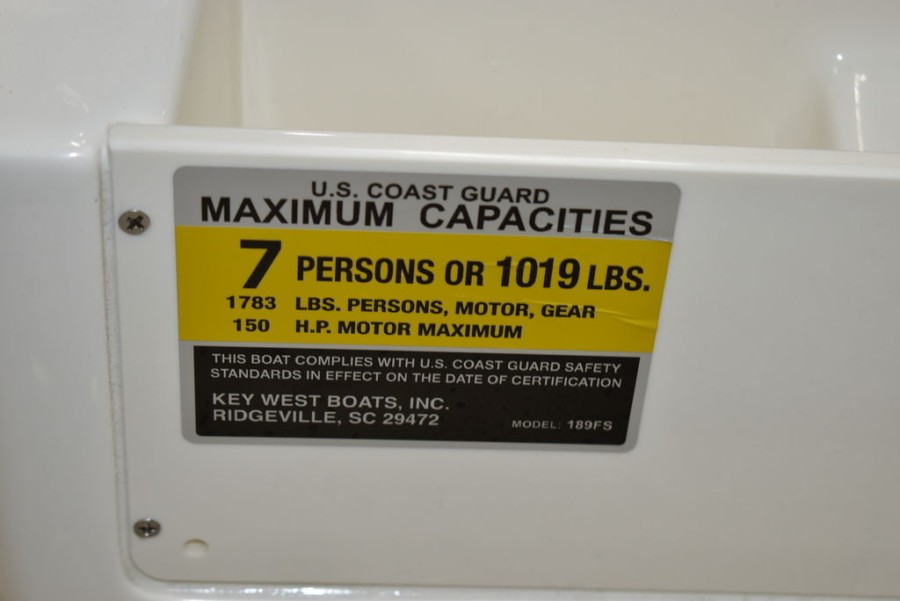 U.S. COAST GUARD
MAXIMUM CAPACITIES
7 PERSONS OR 1019 LBS.
1783 LBS. PERSONS, MOTOR, GEAR
150 H.P. MOTOR MAXIMUM
THIS BOAT COMPLIES WITH U.S. COAST GUARD SAFETY
STANDARDS IN EFFECT ON THE DATE OF CERTIFICATION
KEY WEST BOATS, INC.
RIDGEVILLE, SC 29472
MODEL: 189FS